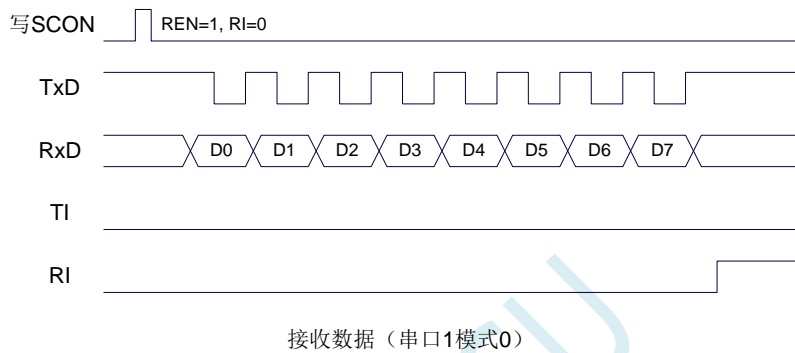 写SCON REN=1, RI=0
TxD
RxD D0 D1 D2 D3 D4 D5 D6 D7
TI
RI
接收数据（串口1模式0）